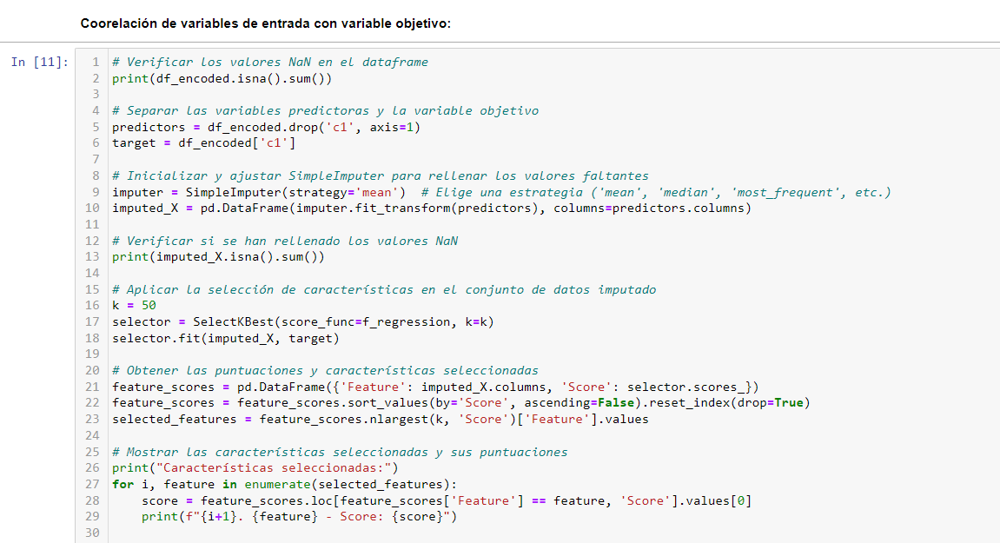 Coorelación de variables de entrada con variable objetivo:
In [11]:
1 # Verificar los valores NaN en el dataframe
2 print(df_encoded.isna().sum())
3
4 # Separar las variables predictoras y la variable objetivo
5 predictors = df_encoded.drop('c1', axis=1)
6 target = df_encoded['c1']
7
8 # Inicializar y ajustar SimpleImputer para rellenar los valores faltantes
9 imputer = SimpleImputer(strategy='mean')  # Elige una estrategia ('mean', 'median', 'most_frequent', etc.)
10 imputed_X = pd.DataFrame(imputer.fit_transform(predictors), columns=predictors.columns)
11
12 # Verificar si se han rellenado los valores NaN
13 print(imputed_X.isna().sum())
14
15 # Aplicar la selección de características en el conjunto de datos imputado
16 k = 50
17 selector = SelectKBest(score_func=f_regression, k=k)
18 selector.fit(imputed_X, target)
19
20 # Obtener las puntuaciones y características seleccionadas
21 feature_scores = pd.DataFrame({'Feature': imputed_X.columns, 'Score': selector.scores_})
22 feature_scores = feature_scores.sort_values(by='Score', ascending=False).reset_index(drop=True)
23 selected_features = feature_scores.nlargest(k, 'Score')['Feature'].values
24
25 # Mostrar las características seleccionadas y sus puntuaciones
26 print("Características seleccionadas:")
27 for i, feature in enumerate(selected_features):
28     score = feature_scores.loc[feature_scores['Feature'] == feature, 'Score'].values[0]
29     print(f"{i+1}. {feature} - Score: {score}")
30